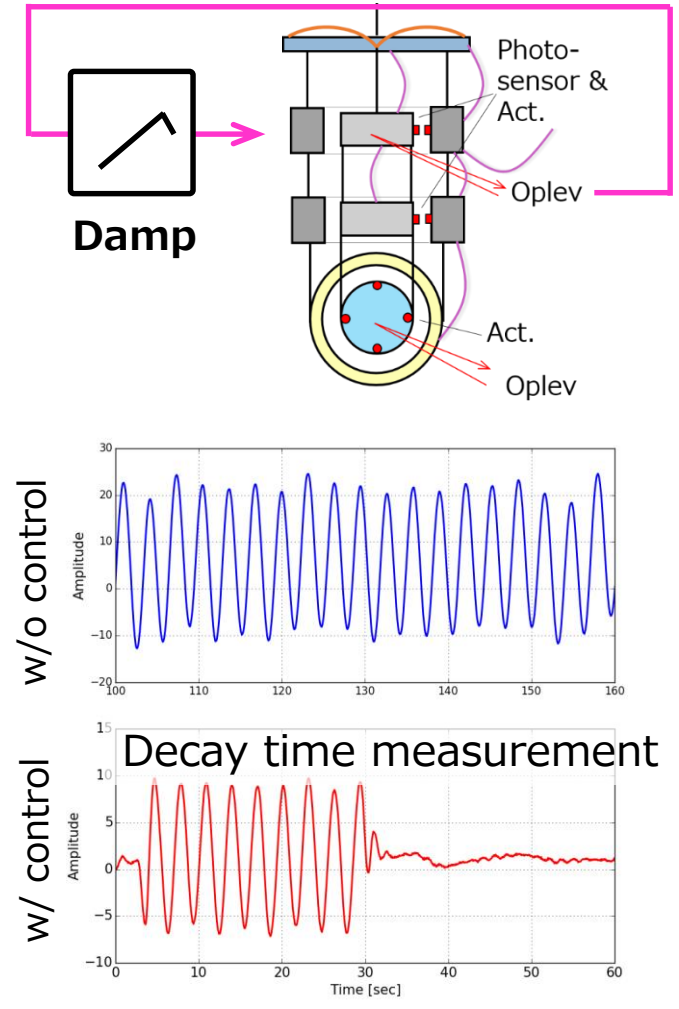 Photo-
sensor &
Act.
Oplev
Damp
Act.
Oplev
w/o control
Amplitude
30
20
10
0
−10
−20
100
110
120
130
140
150
160
w/ control
Decay time measurement
Amplitude
15
10
5
0
−5
−10
0
10
20
30
40
50
60
Time [sec]